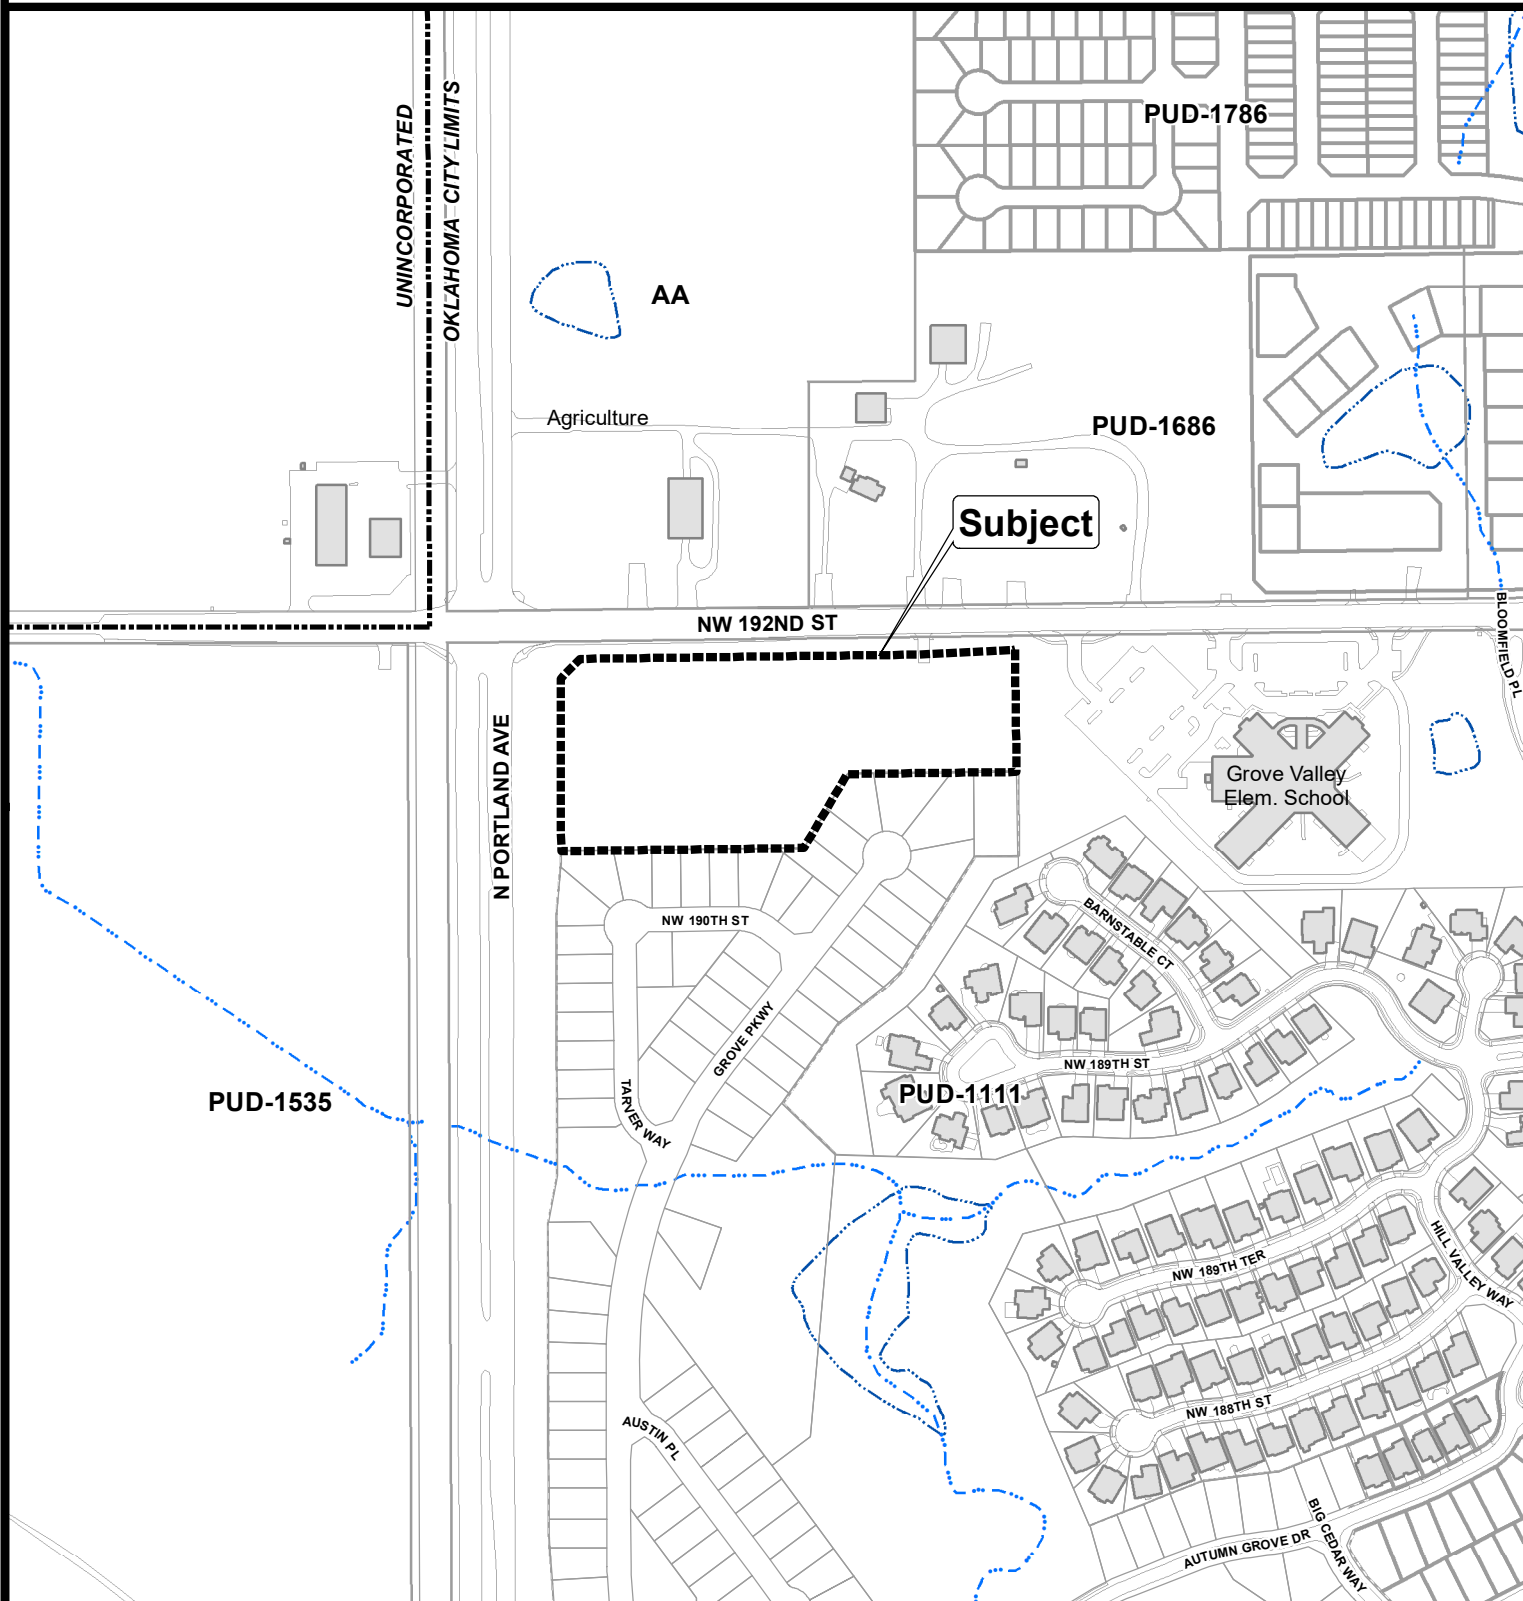 PUD-1786
UNINCORPORATED
OKLAHOMA CITY LIMITS
AA
Agriculture
PUD-1686
Subject
NW 192ND ST
BLOOMFIELD PL
N PORTLAND AVE
Grove Valley
Elem. School
NW 190TH ST
BARNSTABLE CT
GROVE PKWY
NW 189TH ST
PUD-1535
PUD-1111
TARVER WAY
NW 189TH TER
HILL VALLEY WAY
NW 188TH ST
AUSTIN PL
BIG CEDAR WAY
AUTUMN GROVE DR